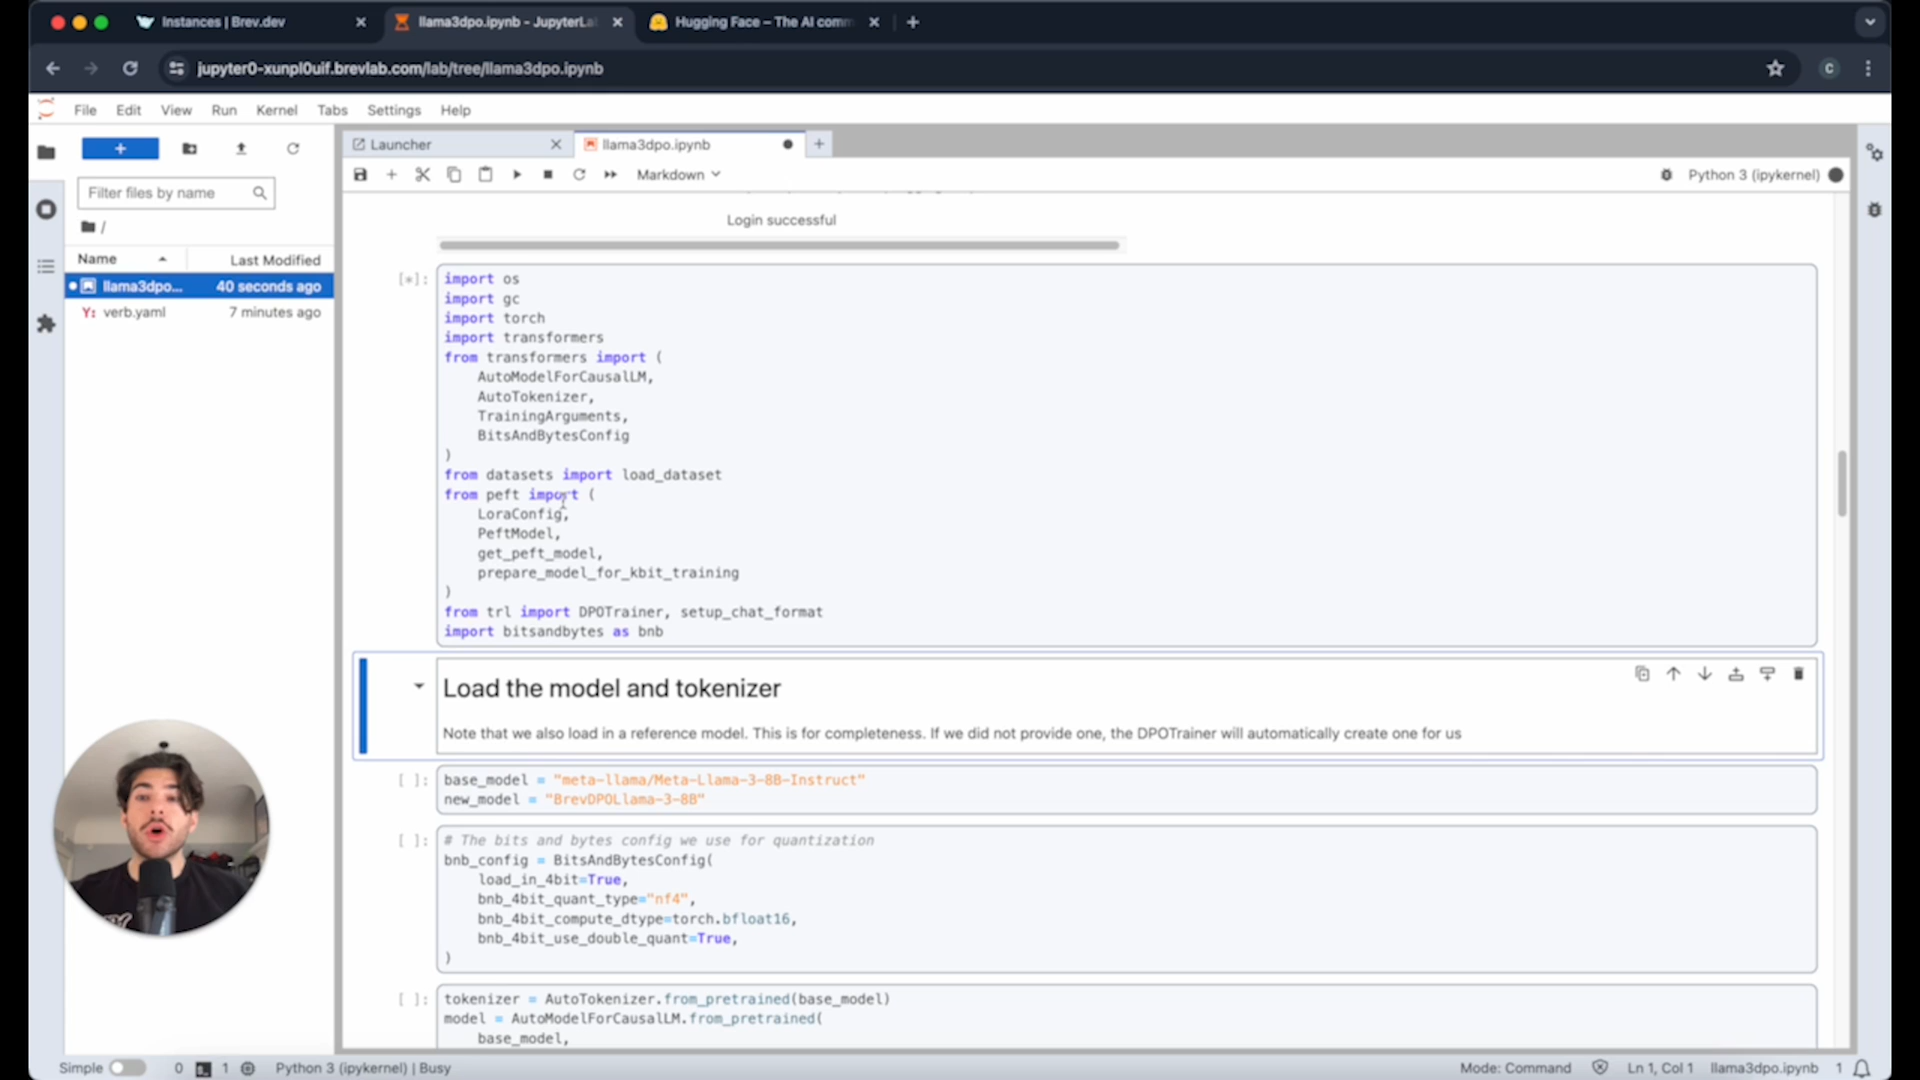 Instances | Brev.dev
llama3dpo.ipynb - JupyterLa
Hugging Face – The AI comm
jupyter0-xunpl0uif.brevlab.com/lab/tree/llama3dpo.ipynb
C
File Edit View Run Kernel Tabs Settings Help
Launcher
llama3dpo.ipynb
Markdown
Python 3 (ipykernel)
Filter files by name
/
Name
Last Modified
llama3dpo... 40 seconds ago
Y: verb.yaml 7 minutes ago
Login successful
[*]:
import os
import gc
import torch
import transformers
from transformers import (
    AutoModelForCausalLM,
    AutoTokenizer,
    TrainingArguments,
    BitsAndBytesConfig
)
from datasets import load_dataset
from peft import (
    LoraConfig,
    PeftModel,
    get_peft_model,
    prepare_model_for_kbit_training
)
from trl import DPOTrainer, setup_chat_format
import bitsandbytes as bnb
Load the model and tokenizer
Note that we also load in a reference model. This is for completeness. If we did not provide one, the DPOTrainer will automatically create one for us
[ ]:
base_model = "meta-llama/Meta-Llama-3-8B-Instruct"
new_model = "BrevDPOLlama-3-8B"
[ ]:
# The bits and bytes config we use for quantization
bnb_config = BitsAndBytesConfig(
    load_in_4bit=True,
    bnb_4bit_quant_type="nf4",
    bnb_4bit_compute_dtype=torch.bfloat16,
    bnb_4bit_use_double_quant=True,
)
[ ]:
tokenizer = AutoTokenizer.from_pretrained(base_model)
model = AutoModelForCausalLM.from_pretrained(
    base_model,
Simple 0 1 Python 3 (ipykernel) | Busy
Mode: Command Ln 1, Col 1 llama3dpo.ipynb 1